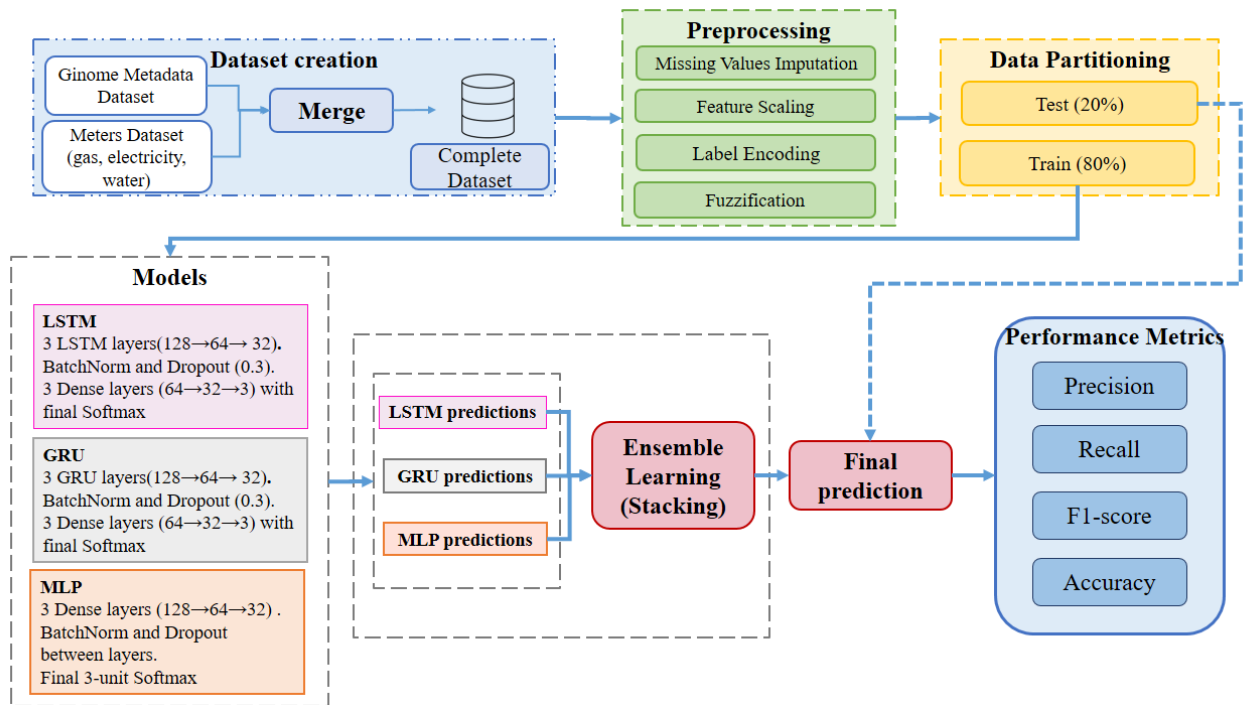 Dataset creation
Ginome Metadata
Dataset
Meters Dataset
(gas, electricity,
water)
Merge
Complete
Dataset
Preprocessing
Missing Values Imputation
Feature Scaling
Label Encoding
Fuzzification
Data Partitioning
Test (20%)
Train (80%)
Models
LSTM
3 LSTM layers(128→64→ 32).
BatchNorm and Dropout (0.3).
3 Dense layers (64→32→3) with
final Softmax
GRU
3 GRU layers(128→64→ 32).
BatchNorm and Dropout (0.3).
3 Dense layers (64→32→3) with
final Softmax
MLP
3 Dense layers (128→64→32) .
BatchNorm and Dropout
between layers.
Final 3-unit Softmax
LSTM predictions
GRU predictions
MLP predictions
Ensemble
Learning
(Stacking)
Final
prediction
Performance Metrics
Precision
Recall
F1-score
Accuracy